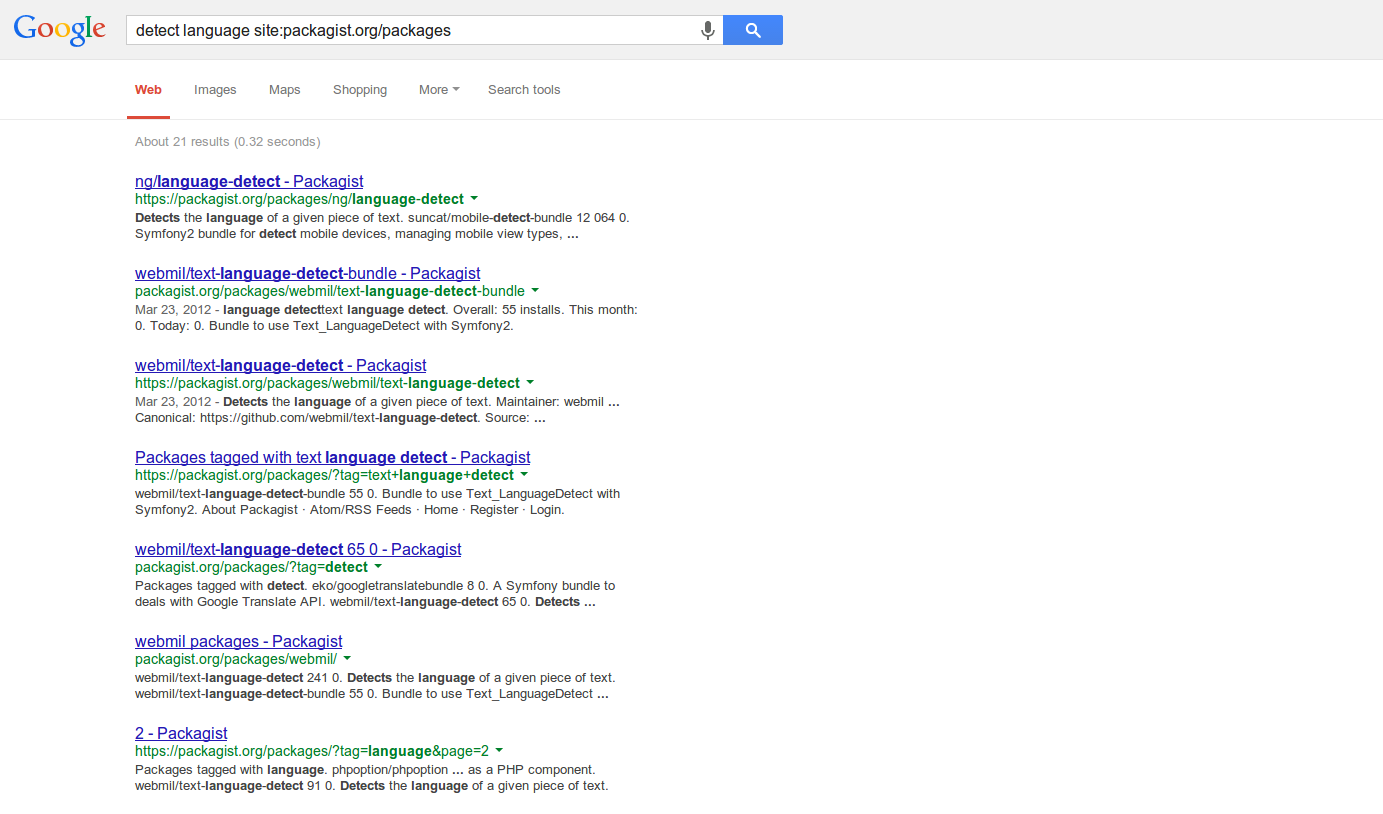 Google
detect language site:packagist.org/packages
Web Images Maps Shopping More Search tools
About 21 results (0.32 seconds)
ng/language-detect - Packagist
https://packagist.org/packages/ng/language-detect
Detects the language of a given piece of text. suncat/mobile-detect-bundle 12 064 0.
Symfony2 bundle for detect mobile devices, managing mobile view types, ...
webmil/text-language-detect-bundle - Packagist
packagist.org/packages/webmil/text-language-detect-bundle
Mar 23, 2012 - language detecttext language detect. Overall: 55 installs. This month:
0. Today: 0. Bundle to use Text_LanguageDetect with Symfony2.
webmil/text-language-detect - Packagist
https://packagist.org/packages/webmil/text-language-detect
Mar 23, 2012 - Detects the language of a given piece of text. Maintainer: webmil ...
Canonical: https://github.com/webmil/text-language-detect. Source: ...
Packages tagged with text language detect - Packagist
https://packagist.org/packages/?tag=text+language+detect
webmil/text-language-detect-bundle 55 0. Bundle to use Text_LanguageDetect with
Symfony2. About Packagist · Atom/RSS Feeds · Home · Register · Login.
webmil/text-language-detect 65 0 - Packagist
packagist.org/packages/?tag=detect
Packages tagged with detect. eko/googletranslatebundle 8 0. A Symfony bundle to
deals with Google Translate API. webmil/text-language-detect 65 0. Detects ...
webmil packages - Packagist
packagist.org/packages/webmil/
webmil/text-language-detect 241 0. Detects the language of a given piece of text.
webmil/text-language-detect-bundle 55 0. Bundle to use Text_LanguageDetect ...
2 - Packagist
https://packagist.org/packages/?tag=language&page=2
Packages tagged with language. phpoption/phpoption ... as a PHP component.
webmil/text-language-detect 91 0. Detects the language of a given piece of text.